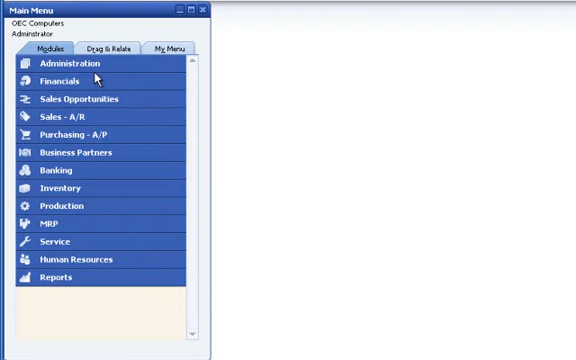 Main Menu
OEC Computers
Adminstrator
Modules
Drag & Relate
My Menu
Administration
Financials
Sales Opportunities
Sales - A/R
Purchasing - A/P
Business Partners
Banking
Inventory
Production
MRP
Service
Human Resources
Reports